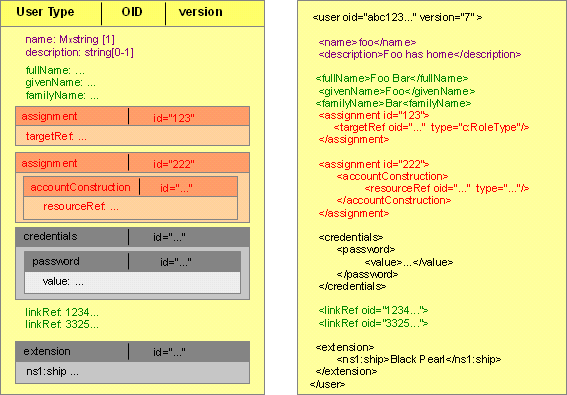 User Type OID version
name: Mxstring [1]
description: string[0-1]
fullName: ...
givenName: ...
familyName: ...
assignment id="123"
targetRef: ...
assignment id="222"
accountConstruction id="..."
resourceRef: ...
credentials id="..."
password id="..."
value: ...
linkRef: 1234...
linkRef: 3325...
extension id="..."
ns1:ship ...
<user oid="abc123..." version="7" >
<name>foo</name>
<description>Foo has home</description>
<fullName>Foo Bar</fullName>
<givenName>Foo</givenName>
<familyName>Bar<familyName>
<assignment id="123">
<targetRef oid="..." type="c:RoleType"/>
</assignment>
<assignment id="222">
<accountConstruction>
<resourceRef oid="..." type="..."/>
</accountConstruction>
</assignment>
<credentials>
<password>
<value>...</value>
</password>
</credentials>
<linkRef oid="1234...">
<linkRef oid="3325...">
<extension>
<ns1:ship>Black Pearl</ns1:ship>
</extension>
</user>